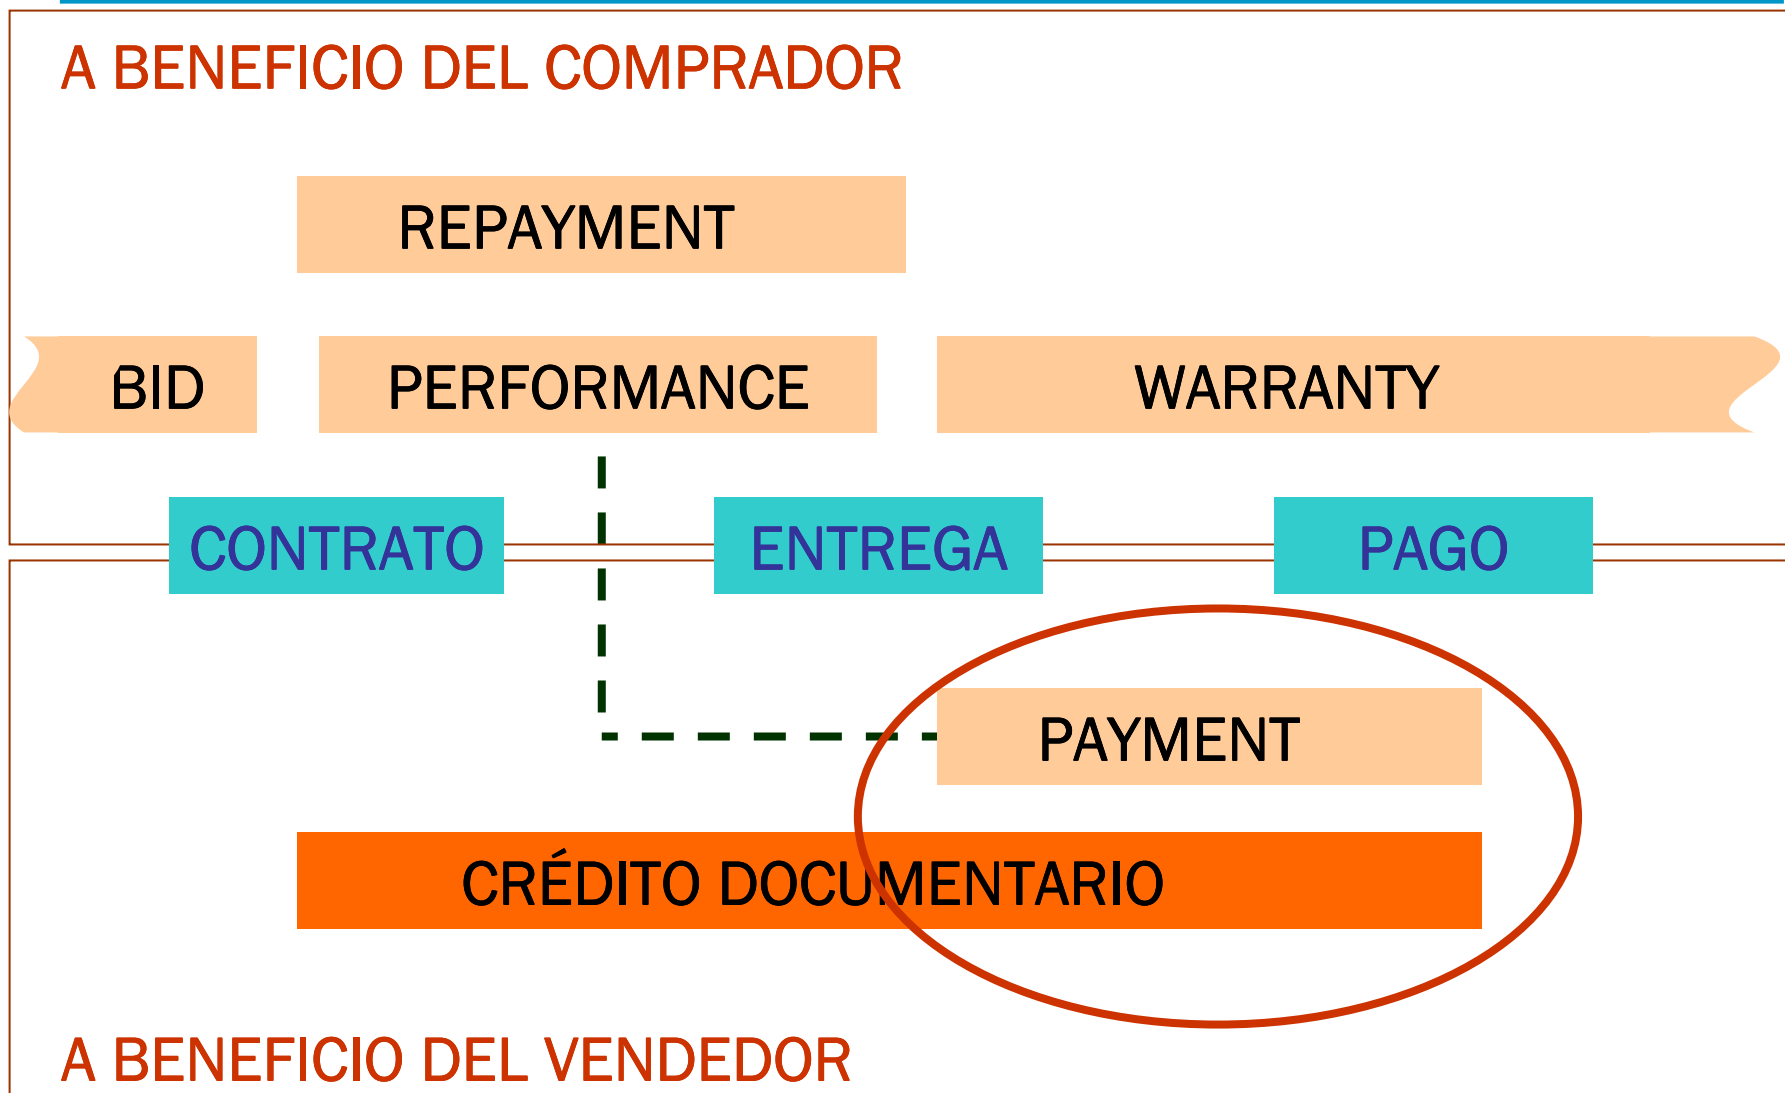 A BENEFICIO DEL COMPRADOR
REPAYMENT
BID PERFORMANCE WARRANTY
CONTRATO ENTREGA PAGO
PAYMENT
CRÉDITO DOCUMENTARIO
A BENEFICIO DEL VENDEDOR